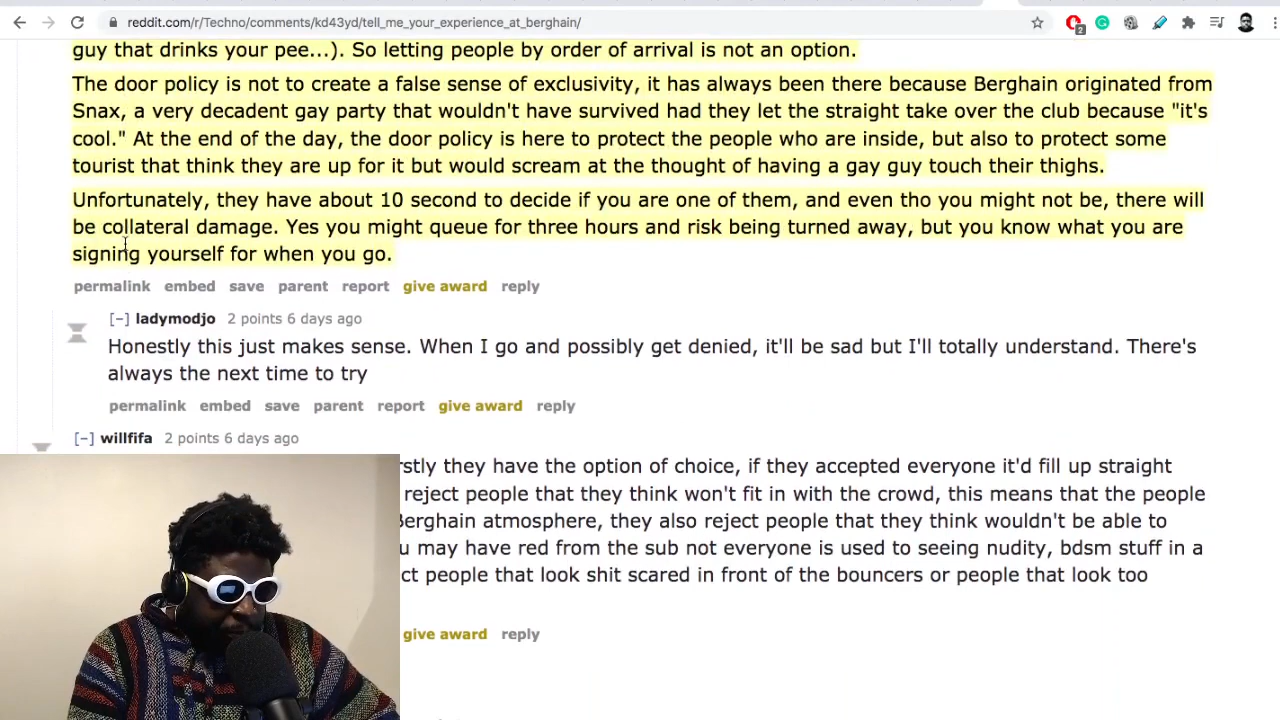 reddit.com/r/Techno/comments/kd43yd/tell_me_your_experience_at_berghain/
2
guy that drinks your pee...). So letting people by order of arrival is not an option.
The door policy is not to create a false sense of exclusivity, it has always been there because Berghain originated from
Snax, a very decadent gay party that wouldn't have survived had they let the straight take over the club because "it's
cool." At the end of the day, the door policy is here to protect the people who are inside, but also to protect some
tourist that think they are up for it but would scream at the thought of having a gay guy touch their thighs.
Unfortunately, they have about 10 second to decide if you are one of them, and even tho you might not be, there will
be collateral damage. Yes you might queue for three hours and risk being turned away, but you know what you are
signing yourself for when you go.
permalink embed save parent report give award reply
[-] ladymodjo 2 points 6 days ago
Honestly this just makes sense. When I go and possibly get denied, it'll be sad but I'll totally understand. There's
always the next time to try
permalink embed save parent report give award reply
[-] willfifa 2 points 6 days ago
rstly they have the option of choice, if they accepted everyone it'd fill up straight
reject people that they think won't fit in with the crowd, this means that the people
Berghain atmosphere, they also reject people that they think wouldn't be able to
u may have red from the sub not everyone is used to seeing nudity, bdsm stuff in a
ct people that look shit scared in front of the bouncers or people that look too
give award reply